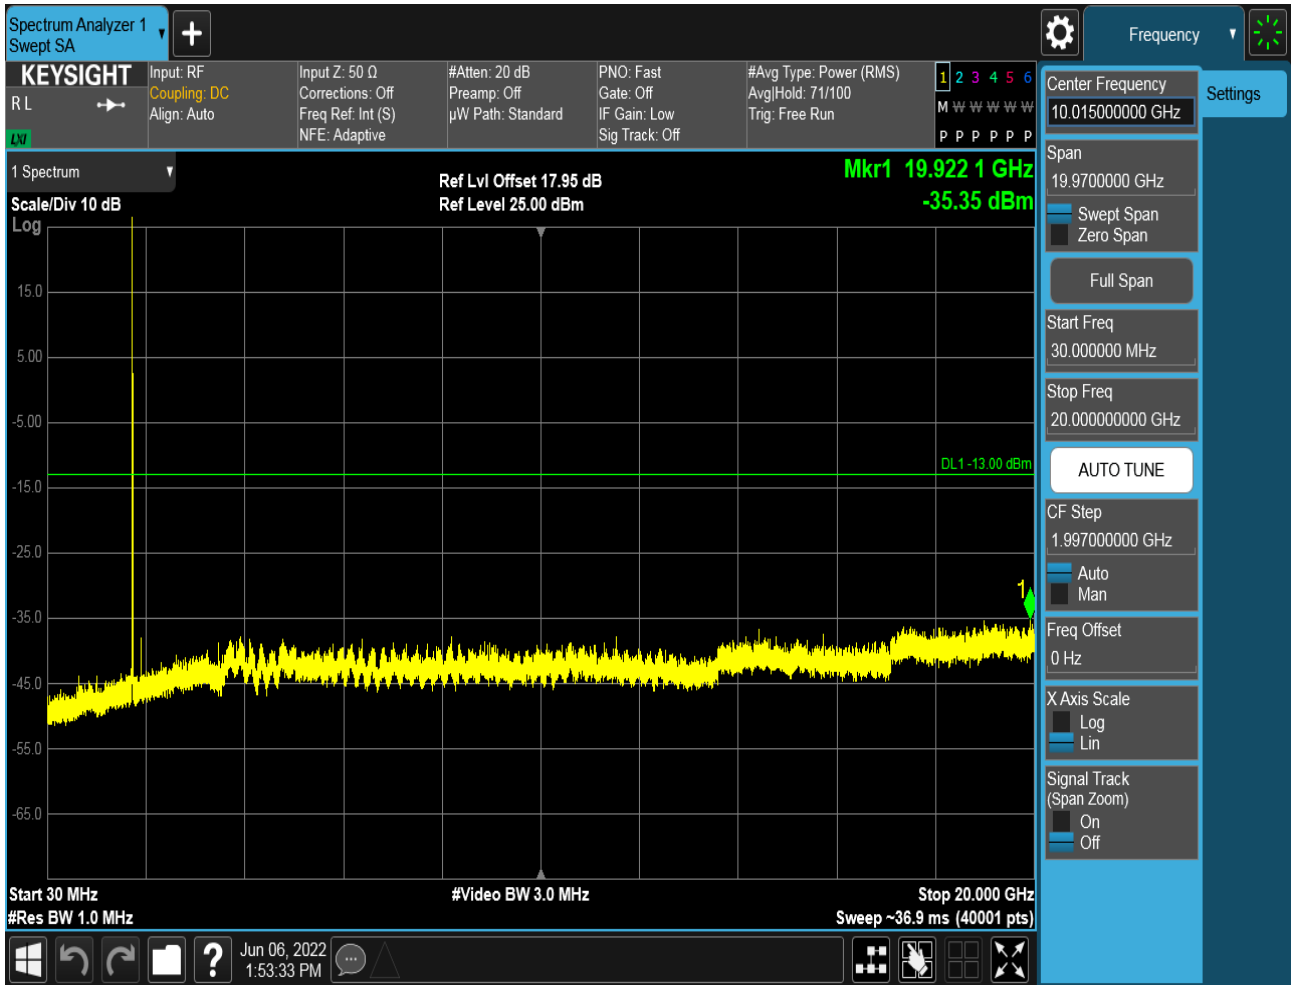 Spectrum Analyzer 1
Swept SA
Frequency
KEYSIGHT
R L
LXI
Input: RF
Coupling: DC
Align: Auto
Input Z: 50 Ω
Corrections: Off
Freq Ref: Int (S)
NFE: Adaptive
#Atten: 20 dB
Preamp: Off
µW Path: Standard
PNO: Fast
Gate: Off
IF Gain: Low
Sig Track: Off
#Avg Type: Power (RMS)
Avg|Hold: 71/100
Trig: Free Run
1 2 3 4 5 6
M W W W W W
P P P P P P
1 Spectrum
Scale/Div 10 dB
Log
Ref Lvl Offset 17.95 dB
Ref Level 25.00 dBm
Mkr1 19.922 1 GHz
-35.35 dBm
15.0
5.00
-5.00
-15.0
-25.0
-35.0
-45.0
-55.0
-65.0
DL1 -13.00 dBm
1
Start 30 MHz
#Res BW 1.0 MHz
#Video BW 3.0 MHz
Stop 20.000 GHz
Sweep ~36.9 ms (40001 pts)
Center Frequency
10.015000000 GHz
Settings
Span
19.9700000 GHz
Swept Span
Zero Span
Full Span
Start Freq
30.000000 MHz
Stop Freq
20.000000000 GHz
AUTO TUNE
CF Step
1.997000000 GHz
Auto
Man
Freq Offset
0 Hz
X Axis Scale
Log
Lin
Signal Track
(Span Zoom)
On
Off
?
Jun 06, 2022
1:53:33 PM